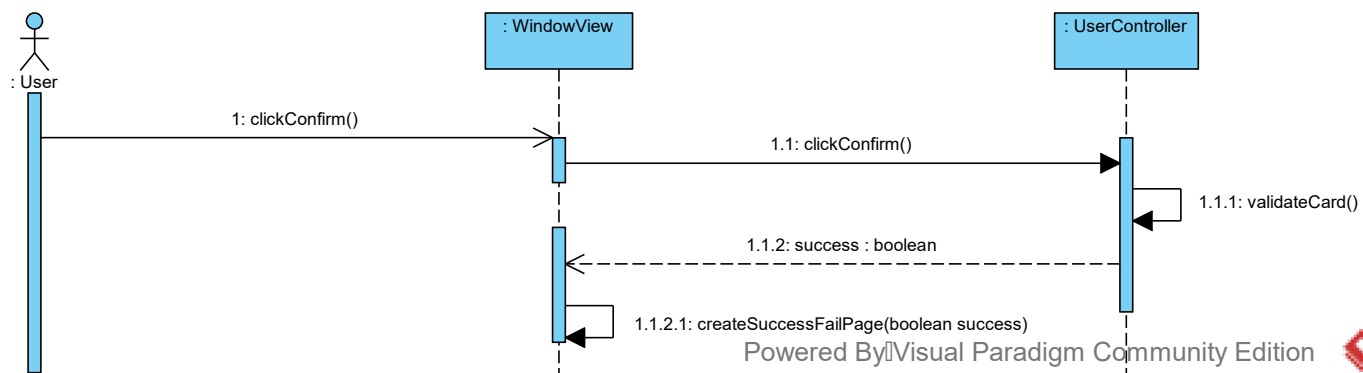 : User
: WindowView
: UserController
1: clickConfirm()
1.1: clickConfirm()
1.1.1: validateCard()
1.1.2: success : boolean
1.1.2.1: createSuccessFailPage(boolean success)
Powered By▯Visual Paradigm Community Edition